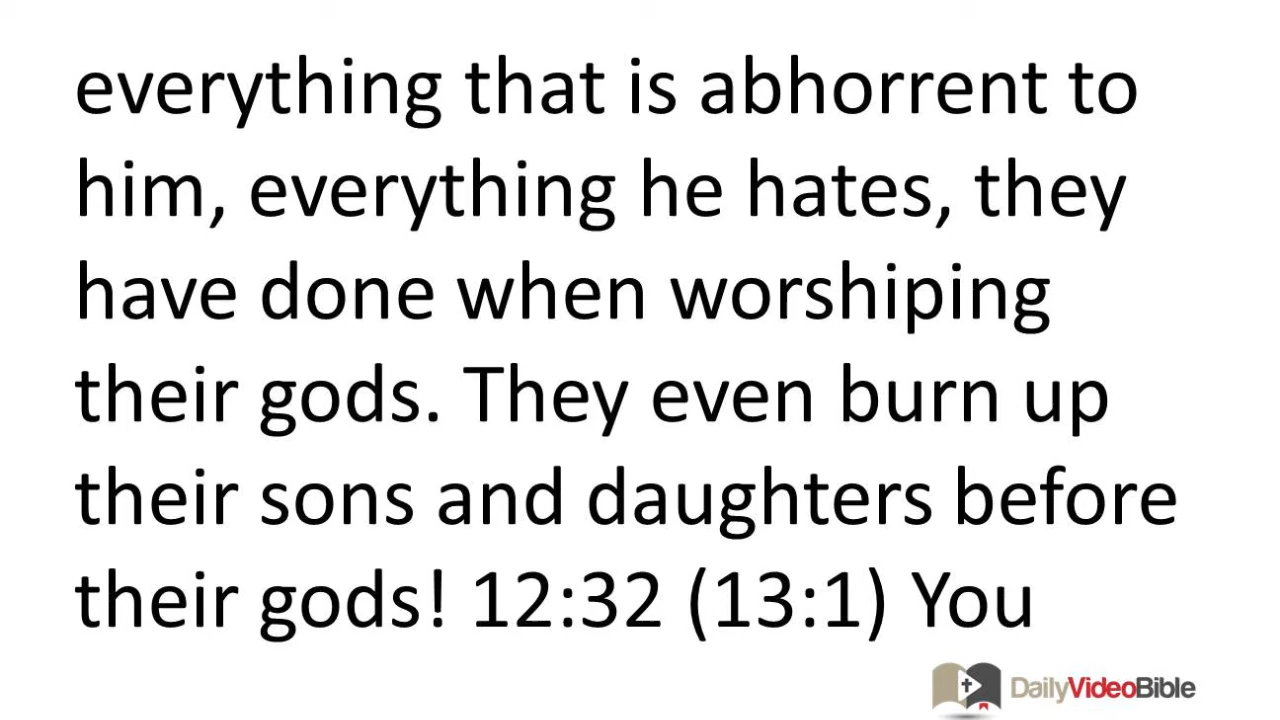 everything that is abhorrent to
him, everything he hates, they
have done when worshiping
their gods. They even burn up
their sons and daughters before
their gods! 12:32 (13:1) You
DailyVideoBible